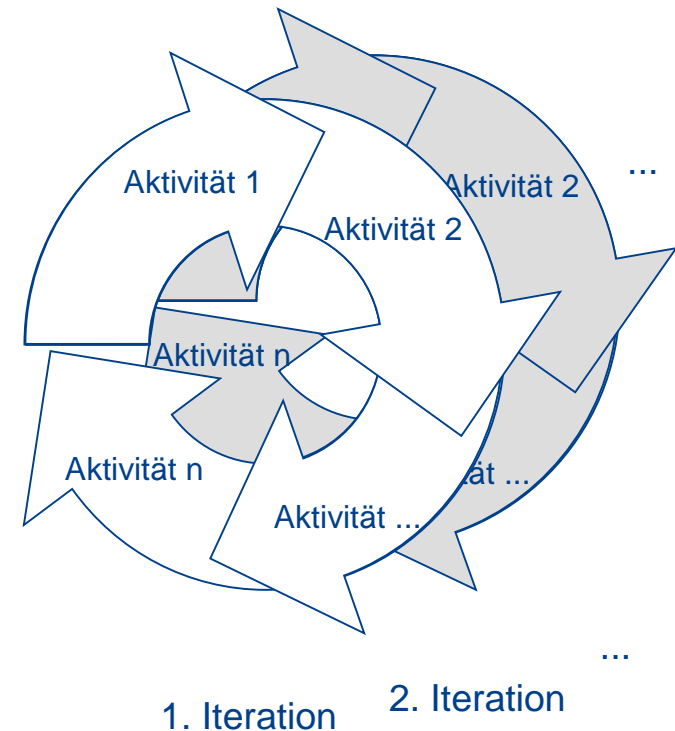 Aktivität 1
Aktivität 2
...
Aktivität 2
Aktivität n
Aktivität n
ät ...
Aktivität ...
...
1. Iteration
2. Iteration